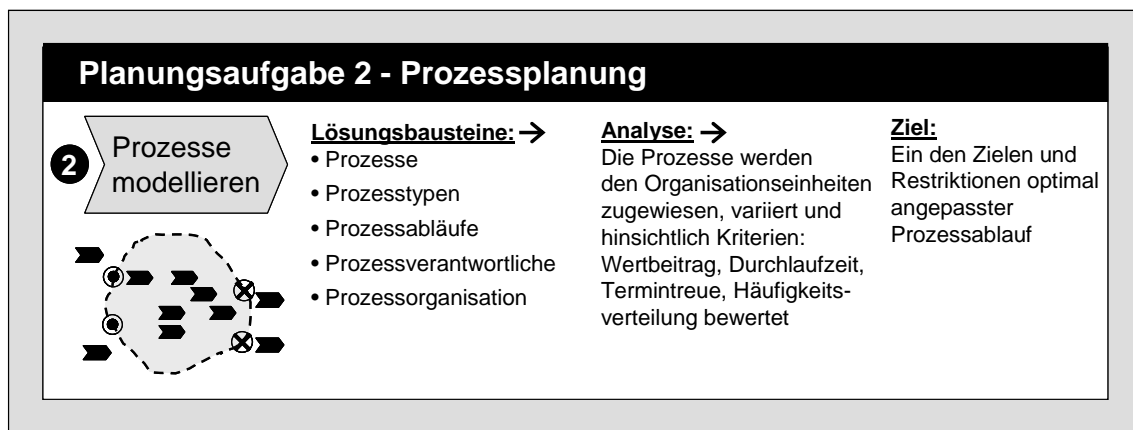 Planungsaufgabe 2 - Prozessplanung
2
Prozesse
modellieren
Lösungsbausteine: →
• Prozesse
• Prozesstypen
• Prozessabläufe
• Prozessverantwortliche
• Prozessorganisation
Analyse: →
Die Prozesse werden
den Organisationseinheiten
zugewiesen, variiert und
hinsichtlich Kriterien:
Wertbeitrag, Durchlaufzeit,
Termintreue, Häufigkeits-
verteilung bewertet
Ziel:
Ein den Zielen und
Restriktionen optimal
angepasster
Prozessablauf